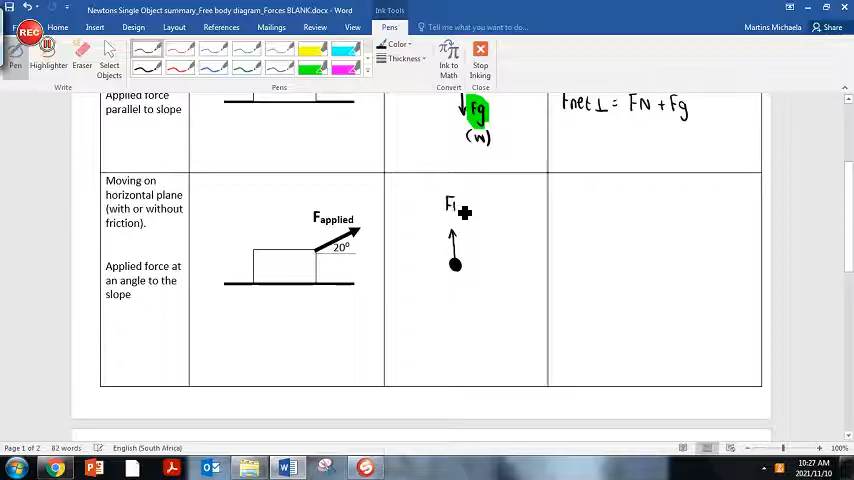 Newtons Single Object summary_Free body diagram_Forces BLANK.docx - Word
Ink Tools
Martins Michaela
Home
Insert
Design
Layout
References
Mailings
Review
View
Pens
Tell me what you want to do...
Share
REC
Pen
Highlighter
Eraser
Select Objects
Color
Thickness
Ink to Math
Stop Inking
Write
Pens
Convert
Close
Applied force
parallel to slope
Fg
(w)
Fnet ⊥ = FN + Fg
Moving on
horizontal plane
(with or without
friction).
Applied force at
an angle to the
slope
Fapplied
20°
F
Page 1 of 2
82 words
English (South Africa)
100%
10:27 AM
2021/11/10